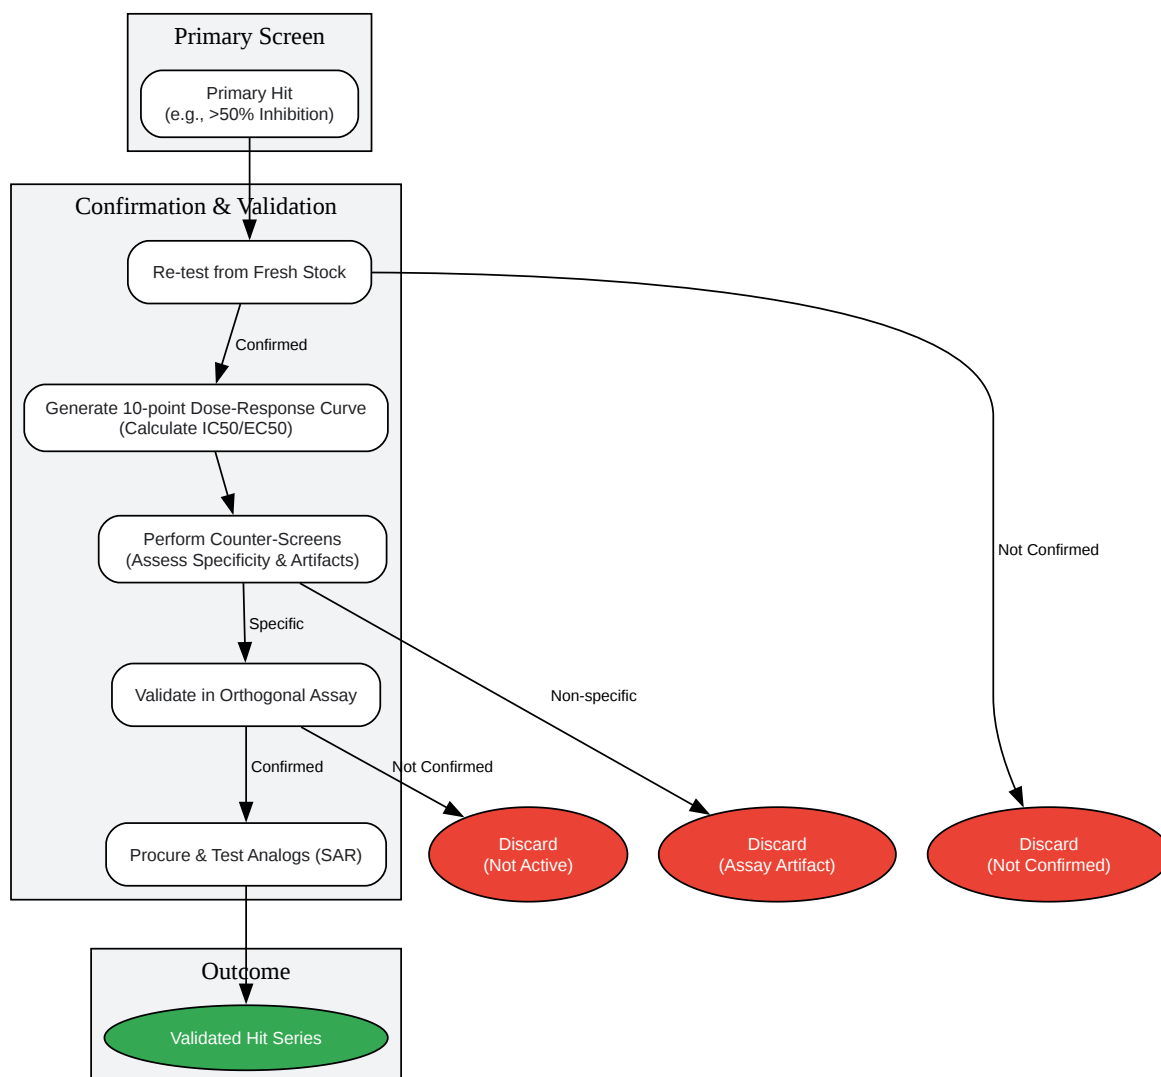 Primary Screen
Primary Hit
(e.g., >50% Inhibition)
Confirmation & Validation
Re-test from Fresh Stock
Confirmed
Generate 10-point Dose-Response Curve
(Calculate IC50/EC50)
Perform Counter-Screens
(Assess Specificity & Artifacts)
Not Confirmed
Specific
Validate in Orthogonal Assay
Non-specific
Confirmed
Not Confirmed
Procure & Test Analogs (SAR)
Discard
(Not Active)
Discard
(Assay Artifact)
Discard
(Not Confirmed)
Outcome
Validated Hit Series